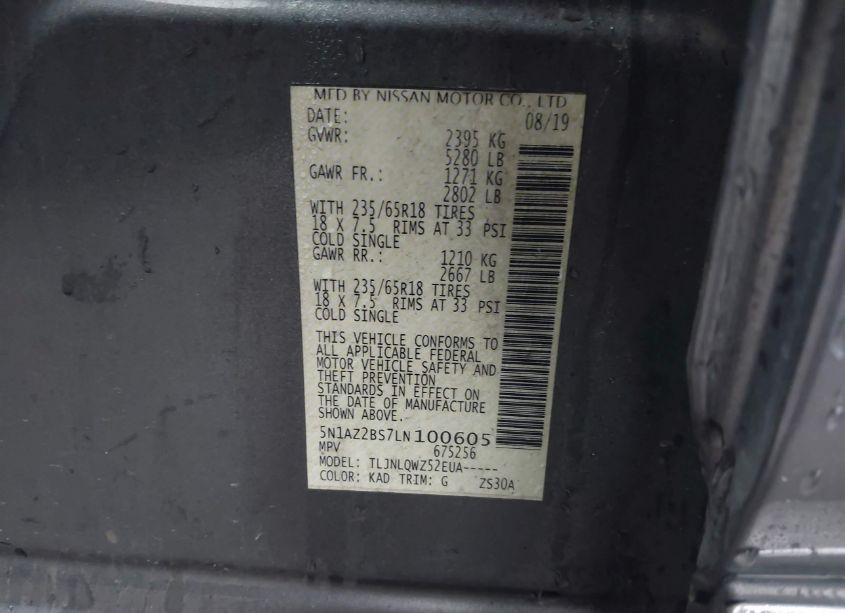 MFD BY NISSAN MOTOR CO., LTD
DATE: 08/19
GVWR: 2395 KG
5280 LB
GAWR FR.: 1271 KG
2802 LB
WITH 235/65R18 TIRES
18 X 7.5 RIMS AT 33 PSI
COLD SINGLE
GAWR RR.: 1210 KG
2667 LB
WITH 235/65R18 TIRES
18 X 7.5 RIMS AT 33 PSI
COLD SINGLE
THIS VEHICLE CONFORMS TO
ALL APPLICABLE FEDERAL
MOTOR VEHICLE SAFETY AND
THEFT PREVENTION
STANDARDS IN EFFECT ON
THE DATE OF MANUFACTURE
SHOWN ABOVE.
5N1AZ2BS7LN100605
MPV 675256
MODEL: TLJNLQWZ52EUA-----
COLOR: KAD TRIM: G ZS30A